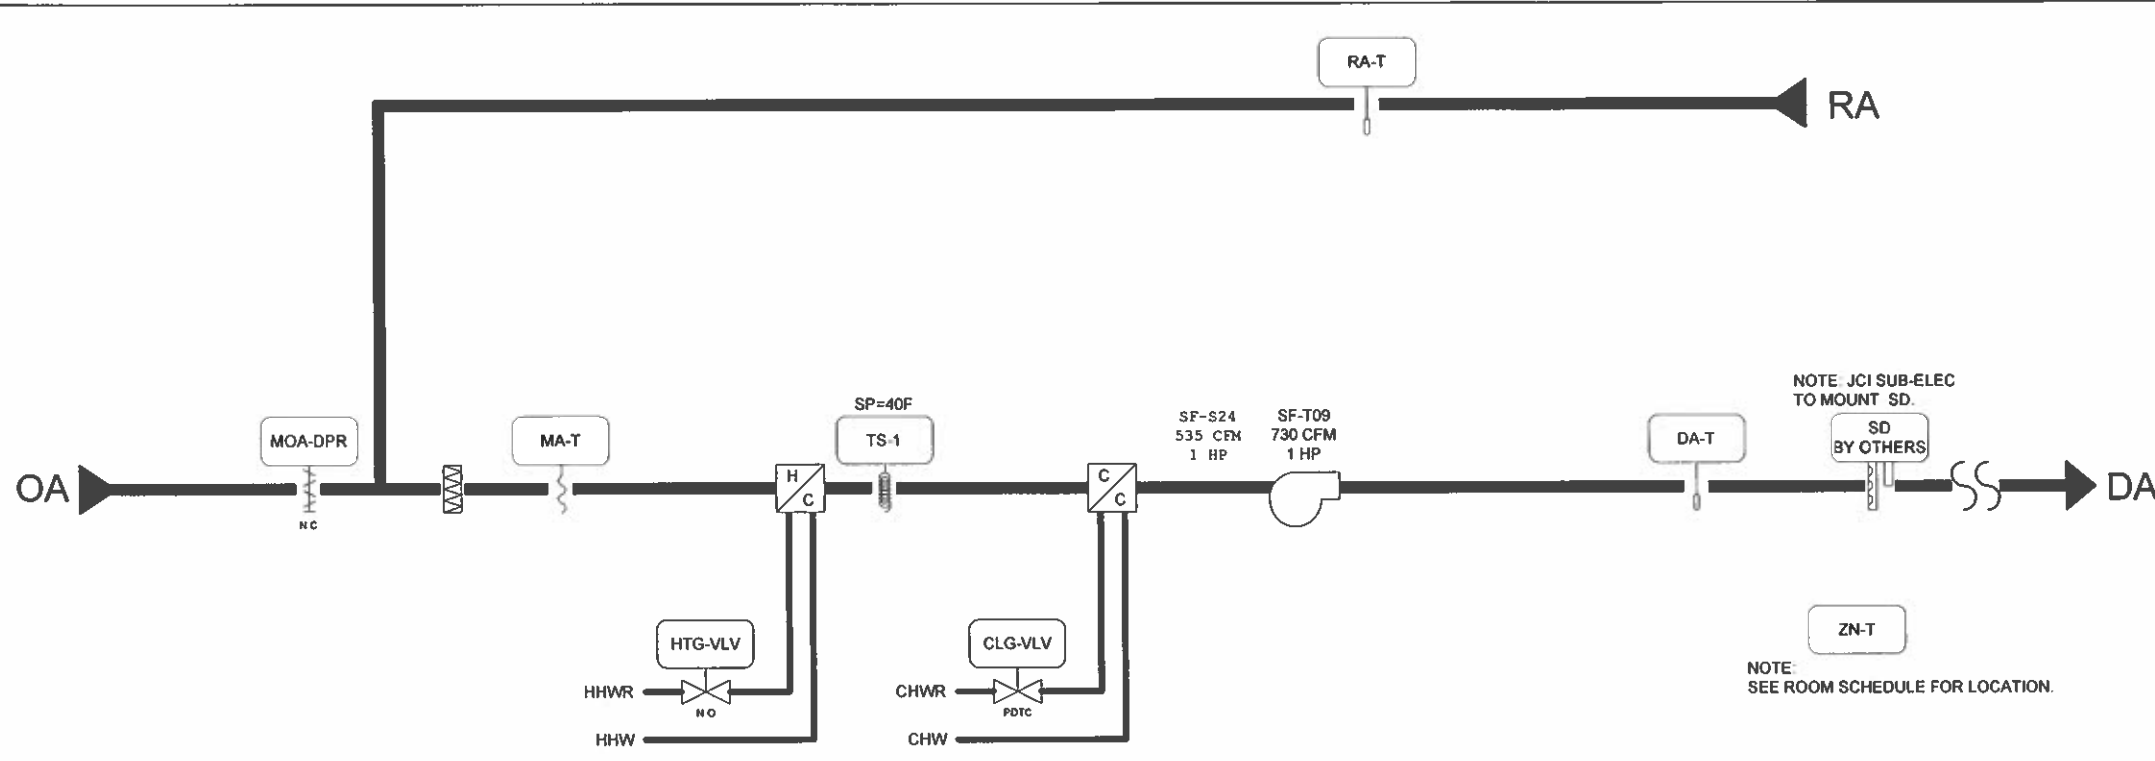 RA-T
RA
NOTE: JCI SUB-ELEC
TO MOUNT SD.
SP=40F
SF-S24
535 CFM
1 HP
SF-T09
730 CFM
1 HP
MOA-DPR
MA-T
TS-1
DA-T
SD
BY OTHERS
OA
H
C
C
C
DA
NC
ZN-T
HTG-VLV
CLG-VLV
NOTE:
SEE ROOM SCHEDULE FOR LOCATION.
HHWR
NO
CHWR
PDTC
HHW
CHW